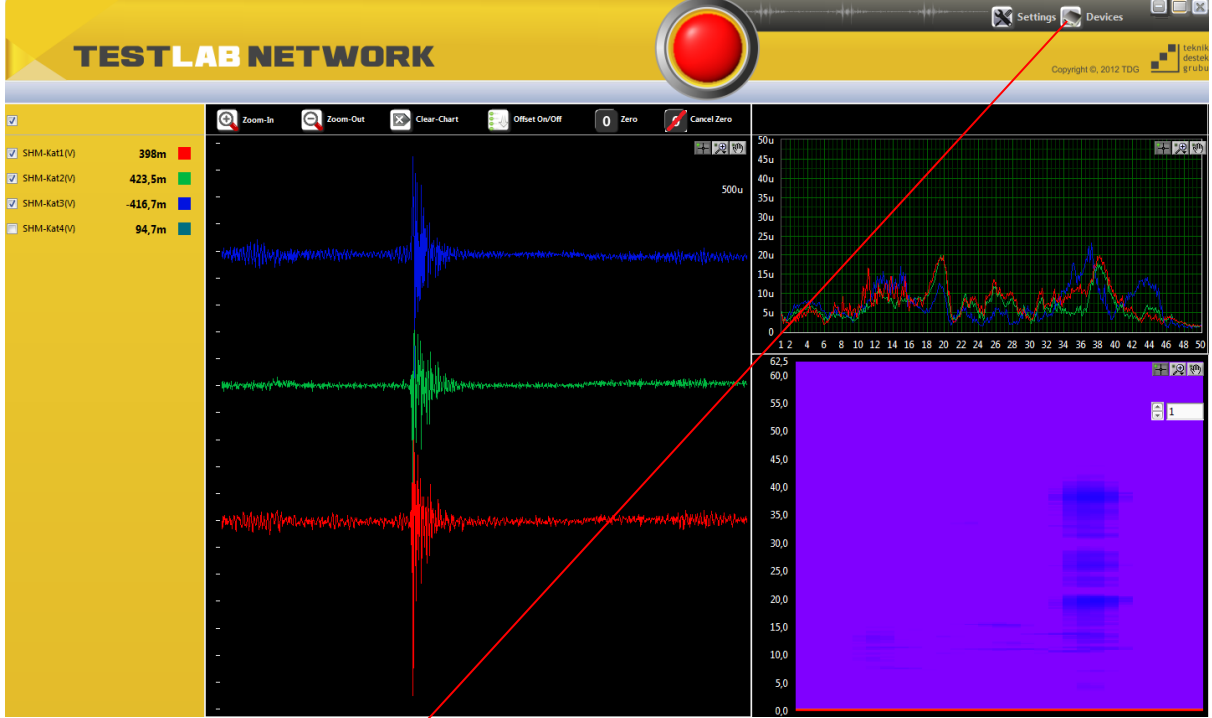 Settings Devices
TESTLAB NETWORK
teknik
destek
grubu
Copyright ©, 2012 TDG
Zoom-In Zoom-Out Clear-Chart Offset On/Off 0 Zero 0 Cancel Zero
SHM-Kat1(V) 398m
SHM-Kat2(V) 423,5m
SHM-Kat3(V) -416,7m
SHM-Kat4(V) 94,7m
500u
50u
45u
40u
35u
30u
25u
20u
15u
10u
5u
0
1 2 4 6 8 10 12 14 16 18 20 22 24 26 28 30 32 34 36 38 40 42 44 46 48 50
62,5
60,0
55,0
1
50,0
45,0
40,0
35,0
30,0
25,0
20,0
15,0
10,0
5,0
0,0